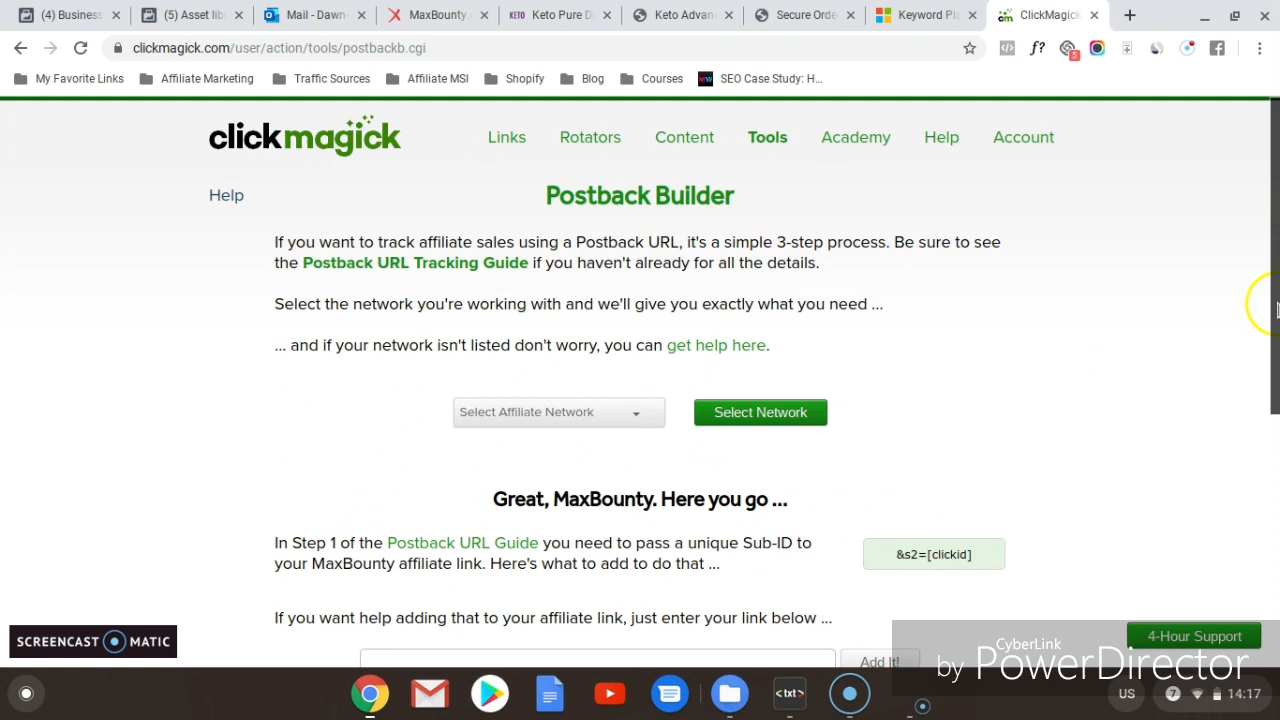 (4) Business
(5) Asset lib
Mail - Dawn-
MaxBounty.
KETO
Keto Pure D
Keto Advan
Secure Orde
Keyword Pla
cm
ClickMagick
clickmagick.com/user/action/tools/postbackb.cgi
f?
5
My Favorite Links
Affiliate Marketing
Traffic Sources
Affiliate MSI
Shopify
Blog
Courses
SEO Case Study: H...
clickmagick
Links
Rotators
Content
Tools
Academy
Help
Account
Help
Postback Builder
If you want to track affiliate sales using a Postback URL, it's a simple 3-step process. Be sure to see
the Postback URL Tracking Guide if you haven't already for all the details.
Select the network you're working with and we'll give you exactly what you need ...
... and if your network isn't listed don't worry, you can get help here.
Select Affiliate Network
Select Network
Great, MaxBounty. Here you go ...
In Step 1 of the Postback URL Guide you need to pass a unique Sub-ID to
your MaxBounty affiliate link. Here's what to add to do that ...
&s2=[clickid]
If you want help adding that to your affiliate link, just enter your link below ...
Add It!
4-Hour Support
SCREENCAST MATIC
CyberLink
by PowerDirector
<txt>
US
7
14:17